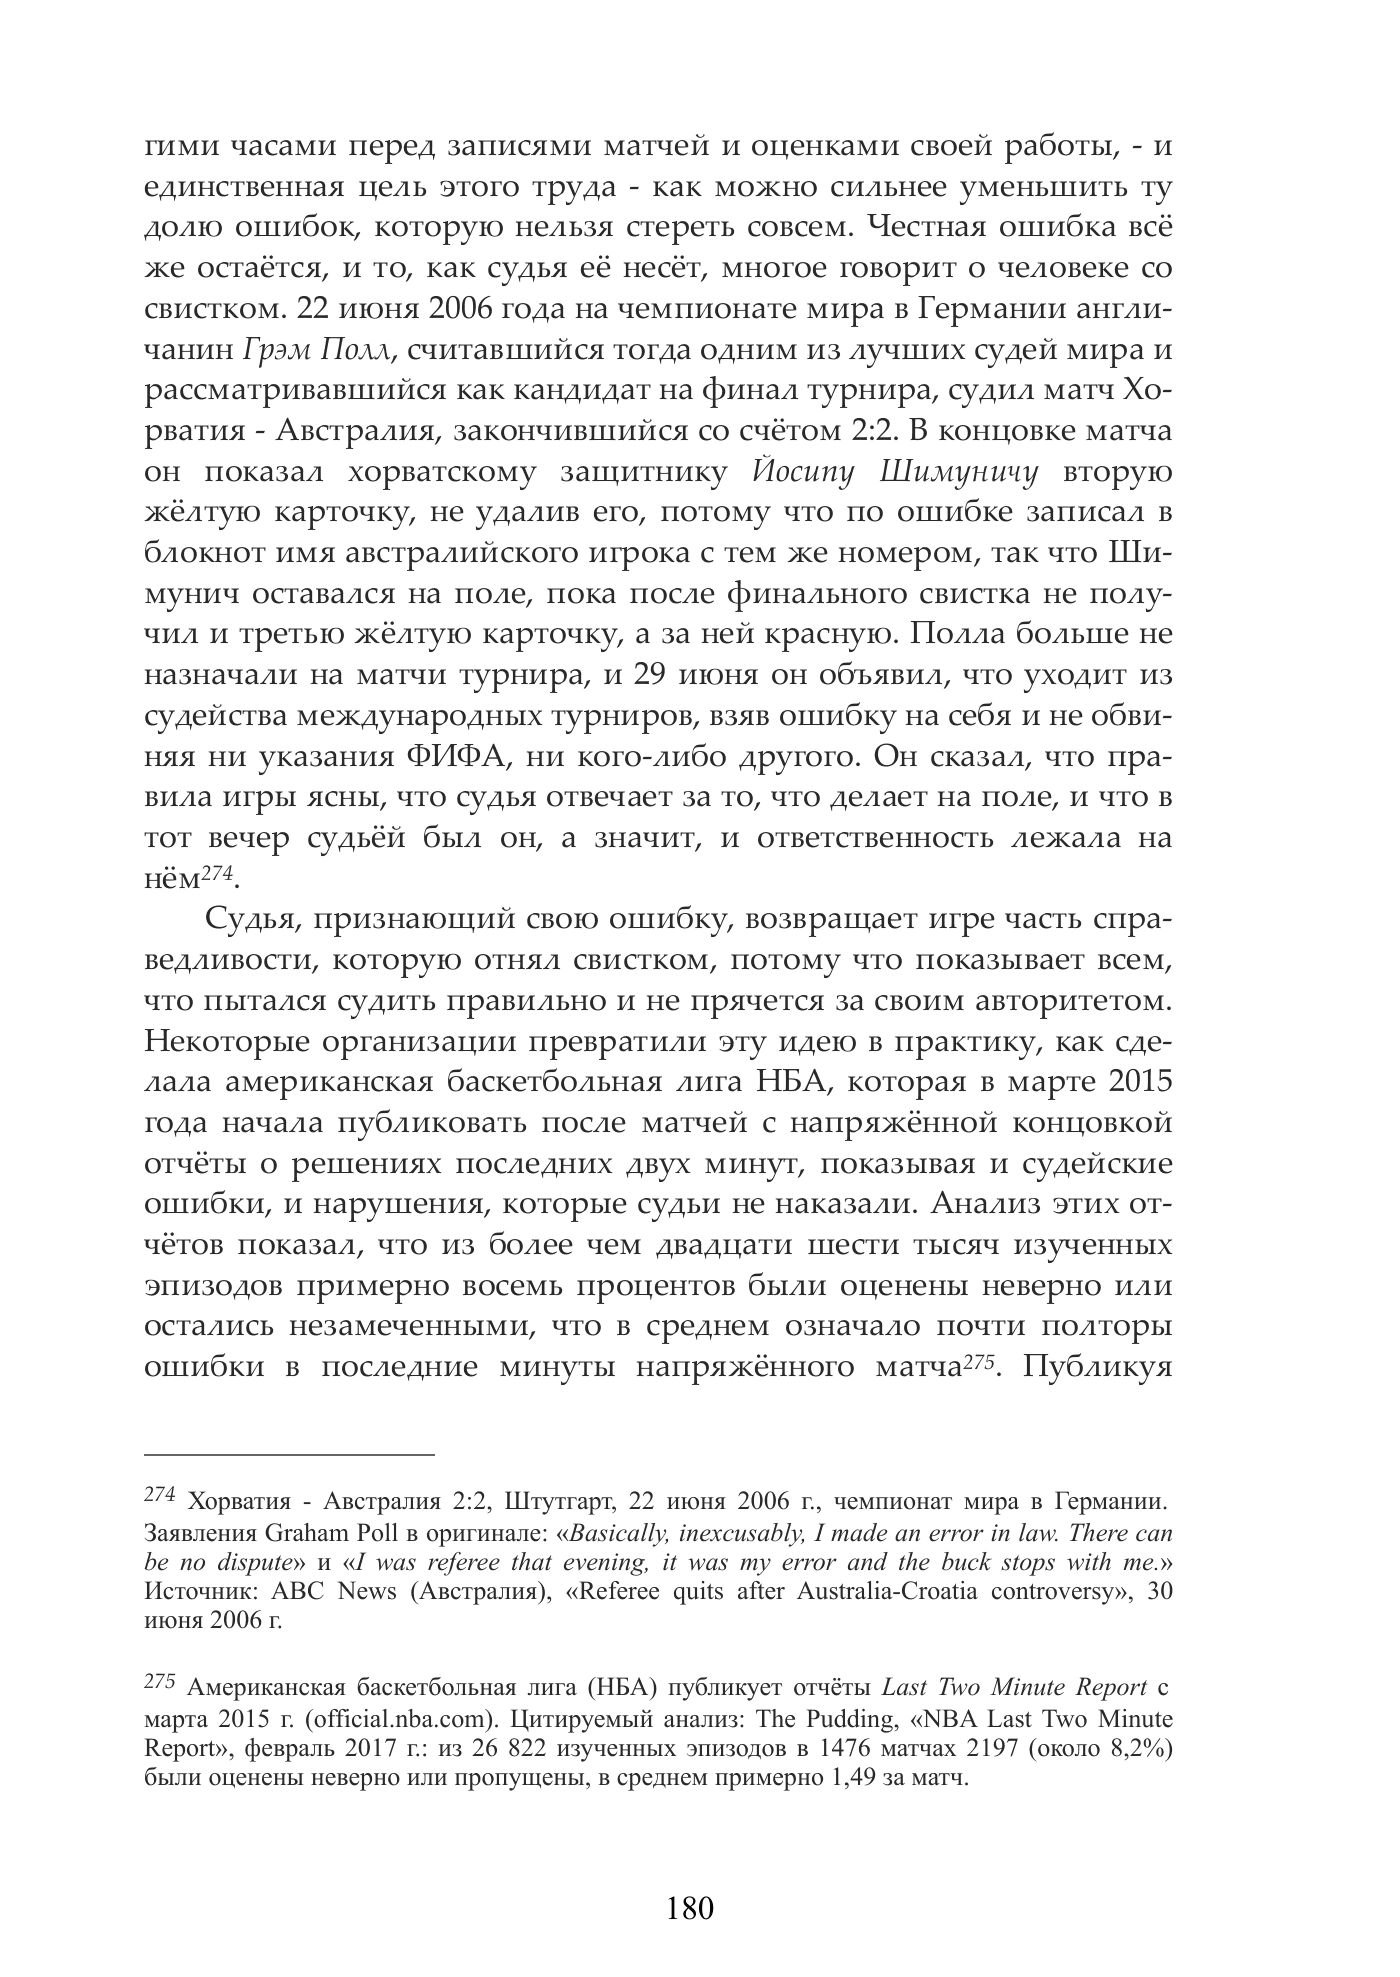 гими часами перед записями матчей и оценками своей работы, - и
единственная цель этого труда - как можно сильнее уменьшить ту
долю ошибок, которую нельзя стереть совсем. Честная ошибка всё
же остаётся, и то, как судья её несёт, многое говорит о человеке со
свистком. 22 июня 2006 года на чемпионате мира в Германии англи-
чанин Грэм Полл, считавшийся тогда одним из лучших судей мира и
рассматривавшийся как кандидат на финал турнира, судил матч Хо-
рватия - Австралия, закончившийся со счётом 2:2. В концовке матча
он показал хорватскому защитнику Йосипу Шимуничу вторую
жёлтую карточку, не удалив его, потому что по ошибке записал в
блокнот имя австралийского игрока с тем же номером, так что Ши-
мунич оставался на поле, пока после финального свистка не полу-
чил и третью жёлтую карточку, а за ней красную. Полла больше не
назначали на матчи турнира, и 29 июня он объявил, что уходит из
судейства международных турниров, взяв ошибку на себя и не обви-
няя ни указания ФИФА, ни кого-либо другого. Он сказал, что пра-
вила игры ясны, что судья отвечает за то, что делает на поле, и что в
тот вечер судьёй был он, а значит, и ответственность лежала на
нём274.
Судья, признающий свою ошибку, возвращает игре часть спра-
ведливости, которую отнял свистком, потому что показывает всем,
что пытался судить правильно и не прячется за своим авторитетом.
Некоторые организации превратили эту идею в практику, как сде-
лала американская баскетбольная лига НБА, которая в марте 2015
года начала публиковать после матчей с напряжённой концовкой
отчёты о решениях последних двух минут, показывая и судейские
ошибки, и нарушения, которые судьи не наказали. Анализ этих от-
чётов показал, что из более чем двадцати шести тысяч изученных
эпизодов примерно восемь процентов были оценены неверно или
остались незамеченными, что в среднем означало почти полторы
ошибки в последние минуты напряжённого матча275. Публикуя
274 Хорватия - Австралия 2:2, Штутгарт, 22 июня 2006 г., чемпионат мира в Германии.
Заявления Graham Poll в оригинале: «Basically, inexcusably, I made an error in law. There can
be no dispute» и «I was referee that evening, it was my error and the buck stops with me.»
Источник: ABC News (Австралия), «Referee quits after Australia-Croatia controversy», 30
июня 2006 г.
275 Американская баскетбольная лига (НБА) публикует отчёты Last Two Minute Report с
марта 2015 г. (official.nba.com). Цитируемый анализ: The Pudding, «NBA Last Two Minute
Report», февраль 2017 г.: из 26 822 изученных эпизодов в 1476 матчах 2197 (около 8,2%)
были оценены неверно или пропущены, в среднем примерно 1,49 за матч.
180